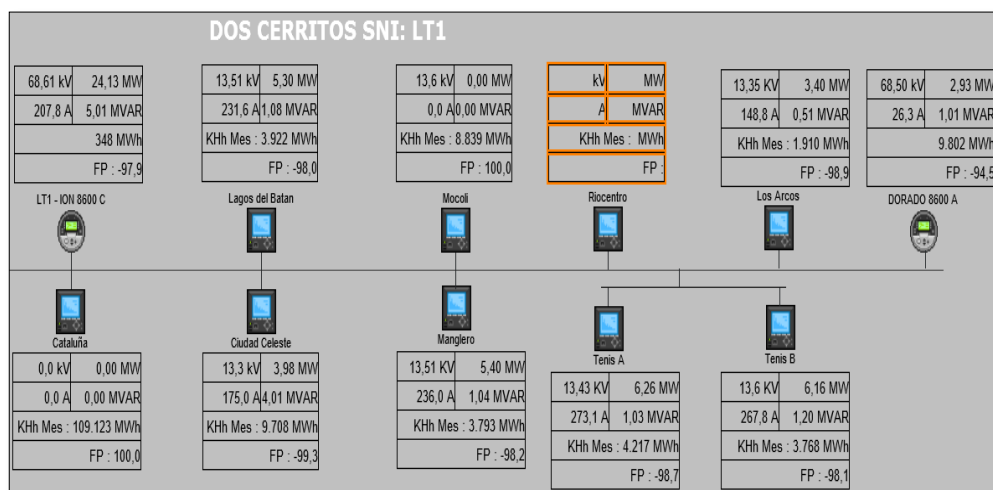 DOS CERRITOS SNI: LT1
68,61 kV 24,13 MW
207,8 A 5,01 MVAR
348 MWh
FP : -97,9
LT1 - ION 8600 C
13,51 kV 5,30 MW
231,6 A 1,08 MVAR
KHh Mes : 3.922 MWh
FP : -98,0
Lagos del Batan
13,6 kV 0,00 MW
0,0 A 0,00 MVAR
KHh Mes : 8.839 MWh
FP : 100,0
Mocoli
kV MW
A MVAR
KHh Mes : MWh
FP :
Riocentro
13,35 KV 3,40 MW
148,8 A 0,51 MVAR
KHh Mes : 1.910 MWh
FP : -98,9
Los Arcos
68,50 kV 2,93 MW
26,3 A 1,01 MVAR
9.802 MWh
FP : -94,5
DORADO 8600 A
Cataluña
0,0 kV 0,00 MW
0,0 A 0,00 MVAR
KHh Mes : 109.123 MWh
FP : 100,0
Ciudad Celeste
13,3 kV 3,98 MW
175,0 A 4,01 MVAR
KHh Mes : 9.708 MWh
FP : -99,3
Manglero
13,51 KV 5,40 MW
236,0 A 1,04 MVAR
KHh Mes : 3.793 MWh
FP : -98,2
Tenis A
13,43 KV 6,26 MW
273,1 A 1,03 MVAR
KHh Mes : 4.217 MWh
FP : -98,7
Tenis B
13,6 KV 6,16 MW
267,8 A 1,20 MVAR
KHh Mes : 3.768 MWh
FP : -98,1